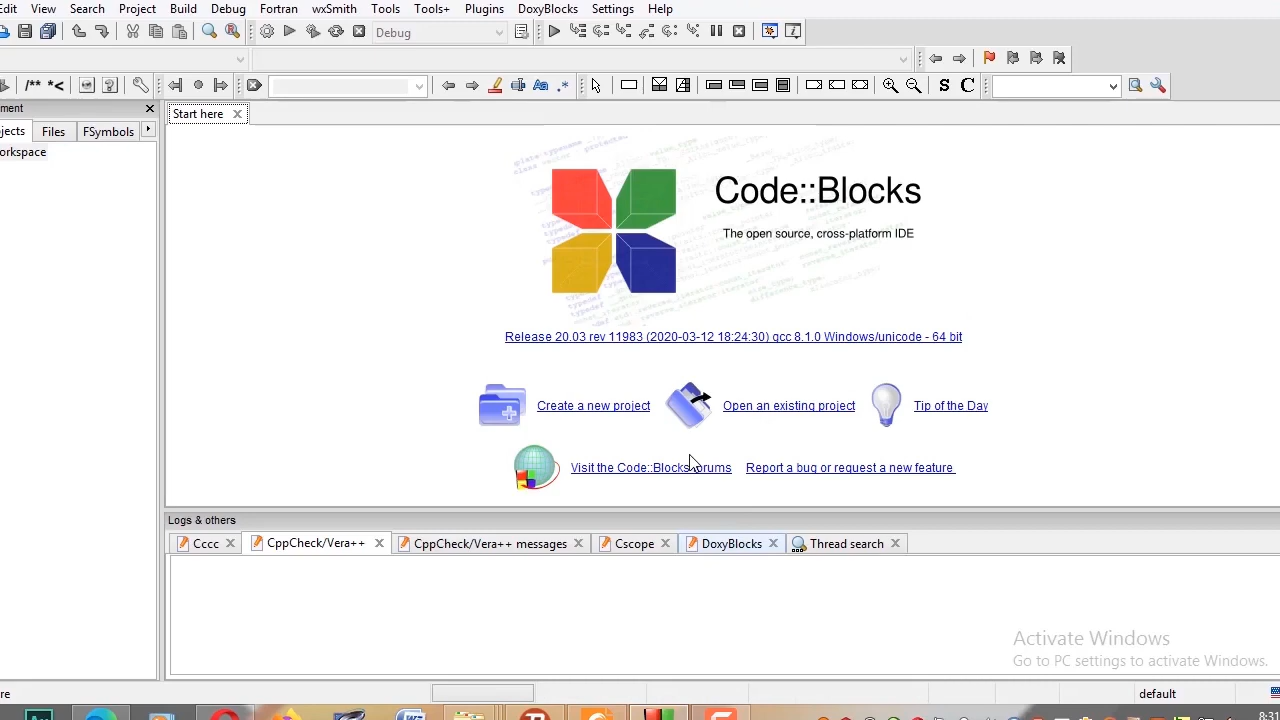 Edit View Search Project Build Debug Fortran wxSmith Tools Tools+ Plugins DoxyBlocks Settings Help
Debug
/** *<
Aa .* S C
ment
Start here
ojects Files FSymbols
orkspace
Code::Blocks
The open source, cross-platform IDE
Release 20.03 rev 11983 (2020-03-12 18:24:30) gcc 8.1.0 Windows/unicode - 64 bit
Create a new project Open an existing project Tip of the Day
Visit the Code::Blocks forums Report a bug or request a new feature
Logs & others
Cccc CppCheck/Vera++ CppCheck/Vera++ messages Cscope DoxyBlocks Thread search
Activate Windows
Go to PC settings to activate Windows.
re default